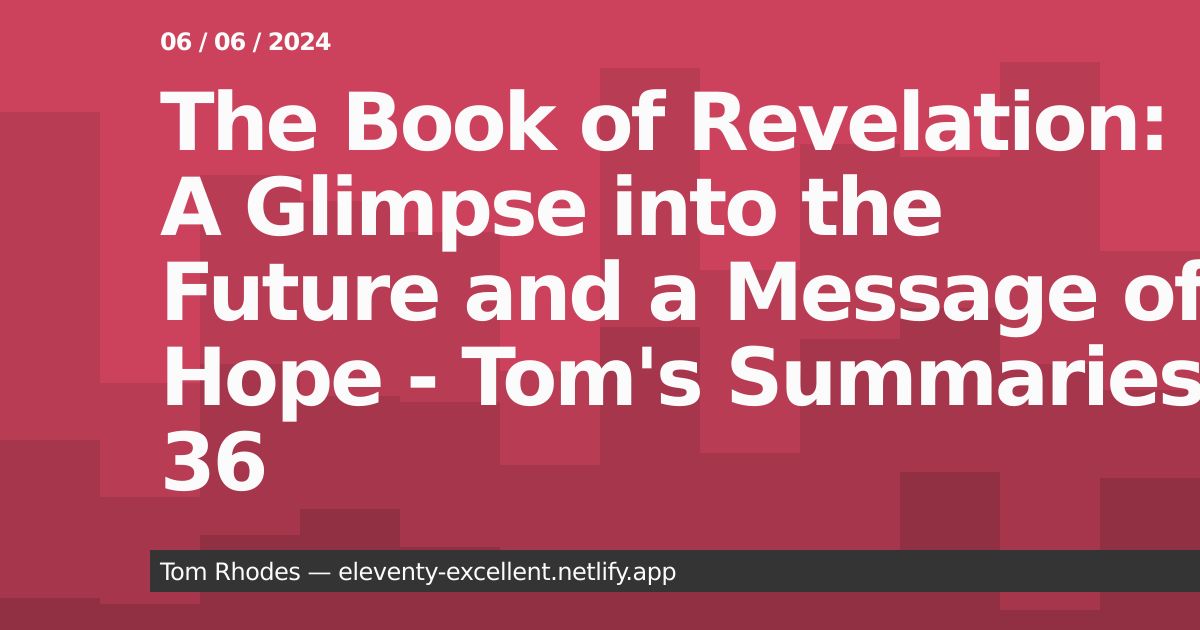 06 / 06 / 2024
The Book of Revelation:
A Glimpse into the
Future and a Message of
Hope - Tom's Summaries
36
Tom Rhodes — eleventy-excellent.netlify.app